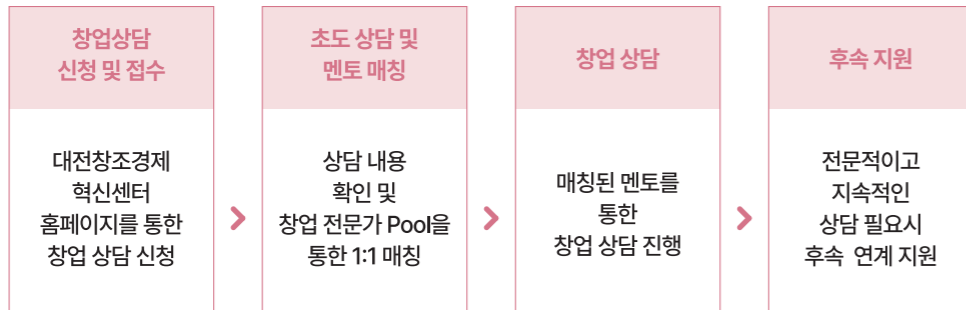 창업상담
신청 및 접수
대전창조경제
혁신센터
홈페이지를 통한
창업 상담 신청
초도 상담 및
멘토 매칭
상담 내용
확인 및
창업 전문가 Pool을
통한 1:1 매칭
창업 상담
매칭된 멘토를
통한
창업 상담 진행
후속 지원
전문적이고
지속적인
상담 필요시
후속 연계 지원